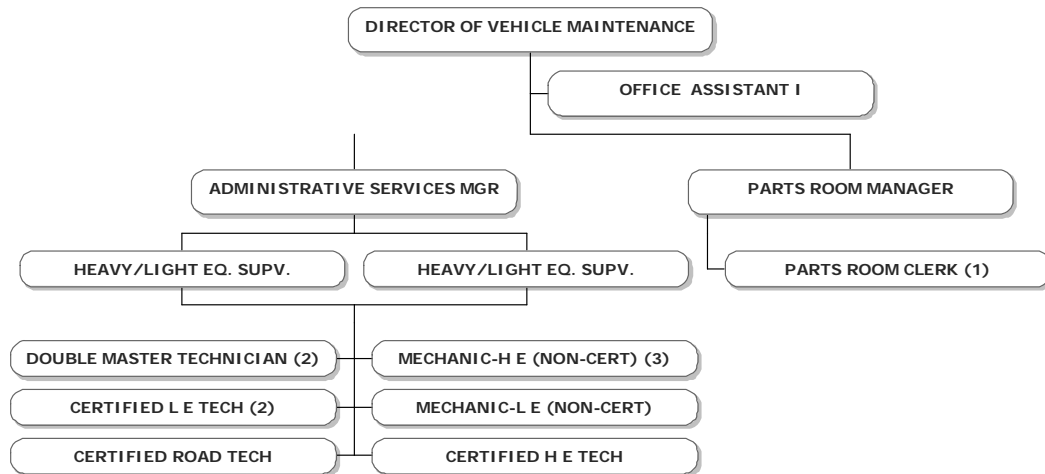 DIRECTOR OF VEHICLE MAINTENANCE
OFFICE ASSISTANT I
ADMINISTRATIVE SERVICES MGR
PARTS ROOM MANAGER
HEAVY/LIGHT EQ. SUPV.
HEAVY/LIGHT EQ. SUPV.
PARTS ROOM CLERK (1)
DOUBLE MASTER TECHNICIAN (2)
MECHANIC-H E (NON-CERT) (3)
CERTIFIED L E TECH (2)
MECHANIC-L E (NON-CERT)
CERTIFIED ROAD TECH
CERTIFIED H E TECH